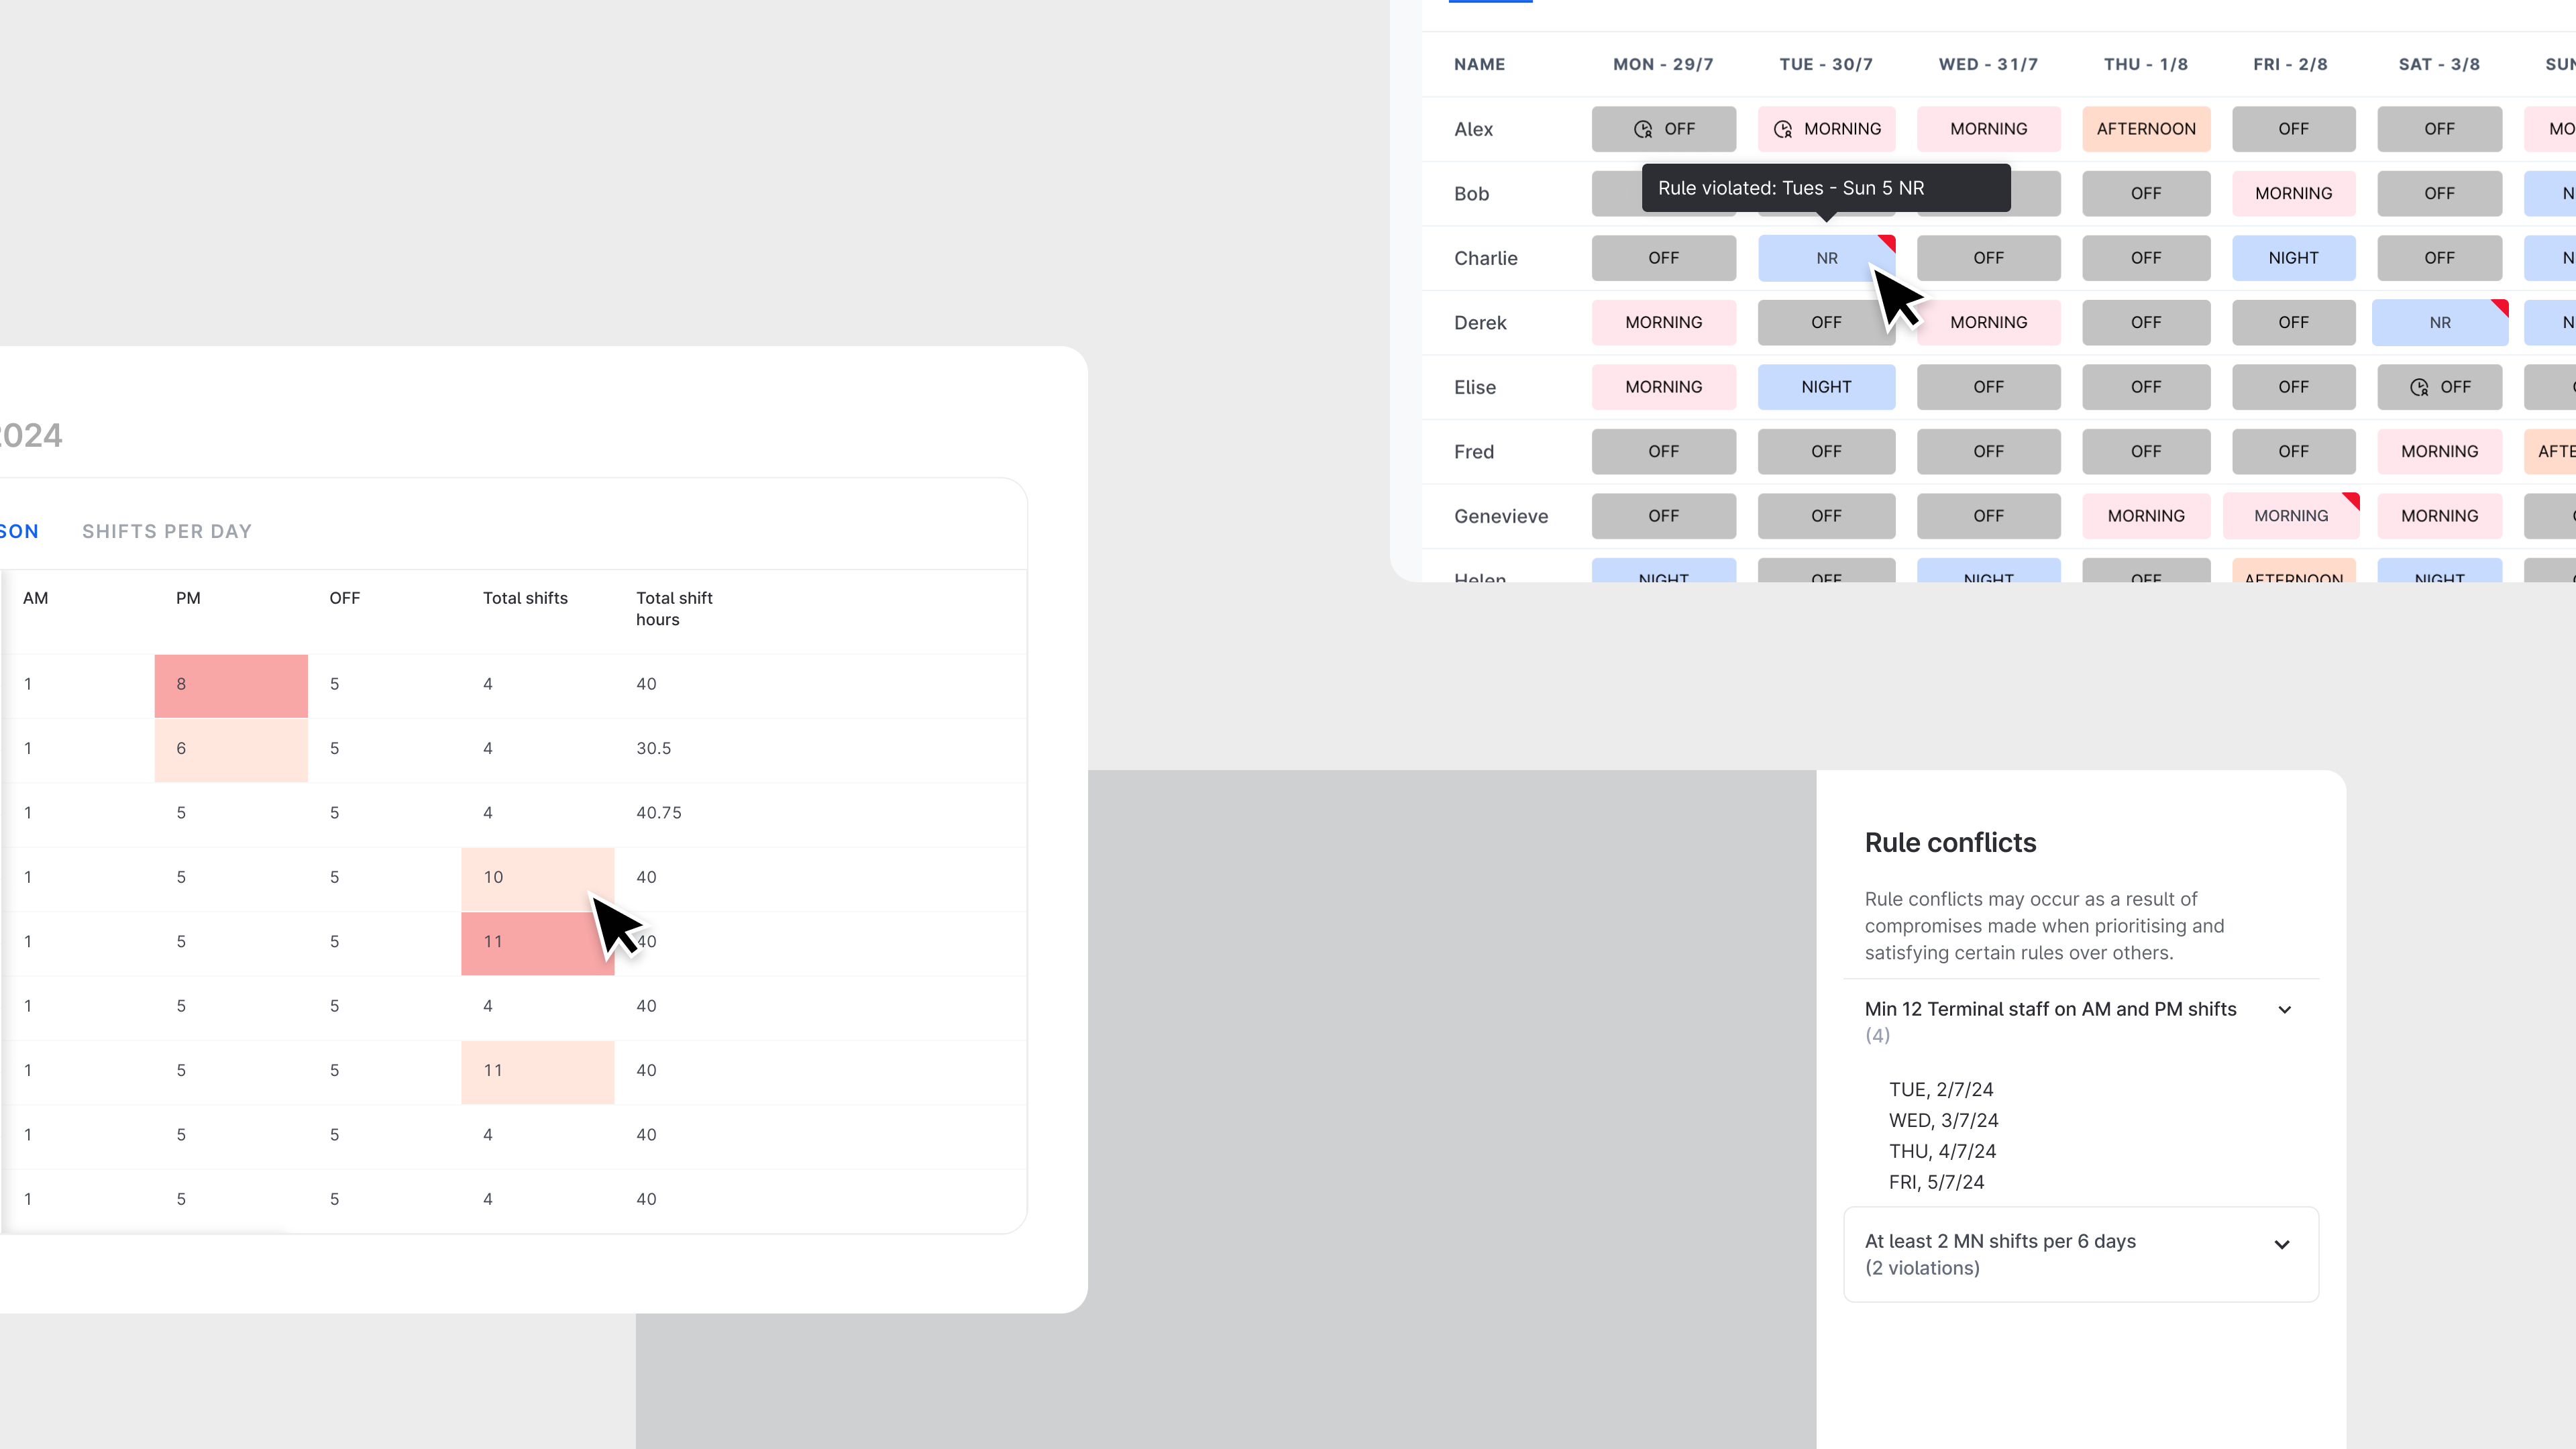 NAME MON - 29/7 TUE - 30/7 WED - 31/7 THU - 1/8 FRI - 2/8 SAT - 3/8
Alex OFF MORNING MORNING AFTERNOON OFF OFF
Rule violated: Tues - Sun 5 NR
Bob OFF MORNING OFF
Charlie OFF NR OFF OFF NIGHT OFF
Derek MORNING OFF MORNING OFF OFF NR
Elise MORNING NIGHT OFF OFF OFF OFF
Fred OFF OFF OFF OFF OFF MORNING
Genevieve OFF OFF OFF MORNING MORNING MORNING
Helen NIGHT OFF NIGHT OFF AFTERNOON NIGHT
2024
SHIFTS PER DAY
AM PM OFF Total shifts Total shift
hours
1 8 5 4 40
1 6 5 4 30.5
1 5 5 4 40.75
1 5 5 10 40
1 5 5 11 40
1 5 5 4 40
1 5 5 11 40
1 5 5 4 40
1 5 5 4 40
Rule conflicts
Rule conflicts may occur as a result of
compromises made when prioritising and
satisfying certain rules over others.
Min 12 Terminal staff on AM and PM shifts
(4)
TUE, 2/7/24
WED, 3/7/24
THU, 4/7/24
FRI, 5/7/24
At least 2 MN shifts per 6 days
(2 violations)